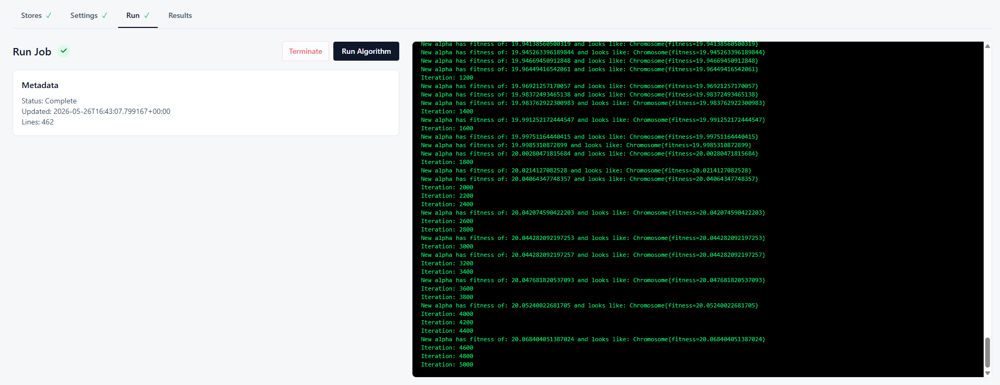 Stores
Settings
Run
Results
Run Job
Terminate
Run Algorithm
Metadata
Status: Complete
Updated: 2026-05-26T16:43:07.799167+00:00
Lines: 462
New alpha has fitness of: 19.94138560500319 and looks like: Chromosome{fitness=19.94138560500319}
New alpha has fitness of: 19.945263396189844 and looks like: Chromosome{fitness=19.945263396189844}
New alpha has fitness of: 19.94669450912848 and looks like: Chromosome{fitness=19.94669450912848}
New alpha has fitness of: 19.96449416542061 and looks like: Chromosome{fitness=19.96449416542061}
Iteration: 1200
New alpha has fitness of: 19.96921257170057 and looks like: Chromosome{fitness=19.96921257170057}
New alpha has fitness of: 19.98372493465138 and looks like: Chromosome{fitness=19.98372493465138}
New alpha has fitness of: 19.983762922300983 and looks like: Chromosome{fitness=19.983762922300983}
Iteration: 1400
New alpha has fitness of: 19.991252172444547 and looks like: Chromosome{fitness=19.991252172444547}
Iteration: 1600
New alpha has fitness of: 19.99751164440415 and looks like: Chromosome{fitness=19.99751164440415}
New alpha has fitness of: 19.9985310872899 and looks like: Chromosome{fitness=19.9985310872899}
New alpha has fitness of: 20.00280471815684 and looks like: Chromosome{fitness=20.00280471815684}
Iteration: 1800
New alpha has fitness of: 20.0214127082528 and looks like: Chromosome{fitness=20.0214127082528}
New alpha has fitness of: 20.04064347748357 and looks like: Chromosome{fitness=20.04064347748357}
Iteration: 2000
Iteration: 2200
Iteration: 2400
New alpha has fitness of: 20.042074590422203 and looks like: Chromosome{fitness=20.042074590422203}
Iteration: 2600
Iteration: 2800
New alpha has fitness of: 20.044282092197253 and looks like: Chromosome{fitness=20.044282092197253}
Iteration: 3000
New alpha has fitness of: 20.044282092197257 and looks like: Chromosome{fitness=20.044282092197257}
Iteration: 3200
Iteration: 3400
New alpha has fitness of: 20.047681820537093 and looks like: Chromosome{fitness=20.047681820537093}
Iteration: 3600
Iteration: 3800
New alpha has fitness of: 20.05240022681705 and looks like: Chromosome{fitness=20.05240022681705}
Iteration: 4000
Iteration: 4200
Iteration: 4400
New alpha has fitness of: 20.068404051387024 and looks like: Chromosome{fitness=20.068404051387024}
Iteration: 4600
Iteration: 4800
Iteration: 5000